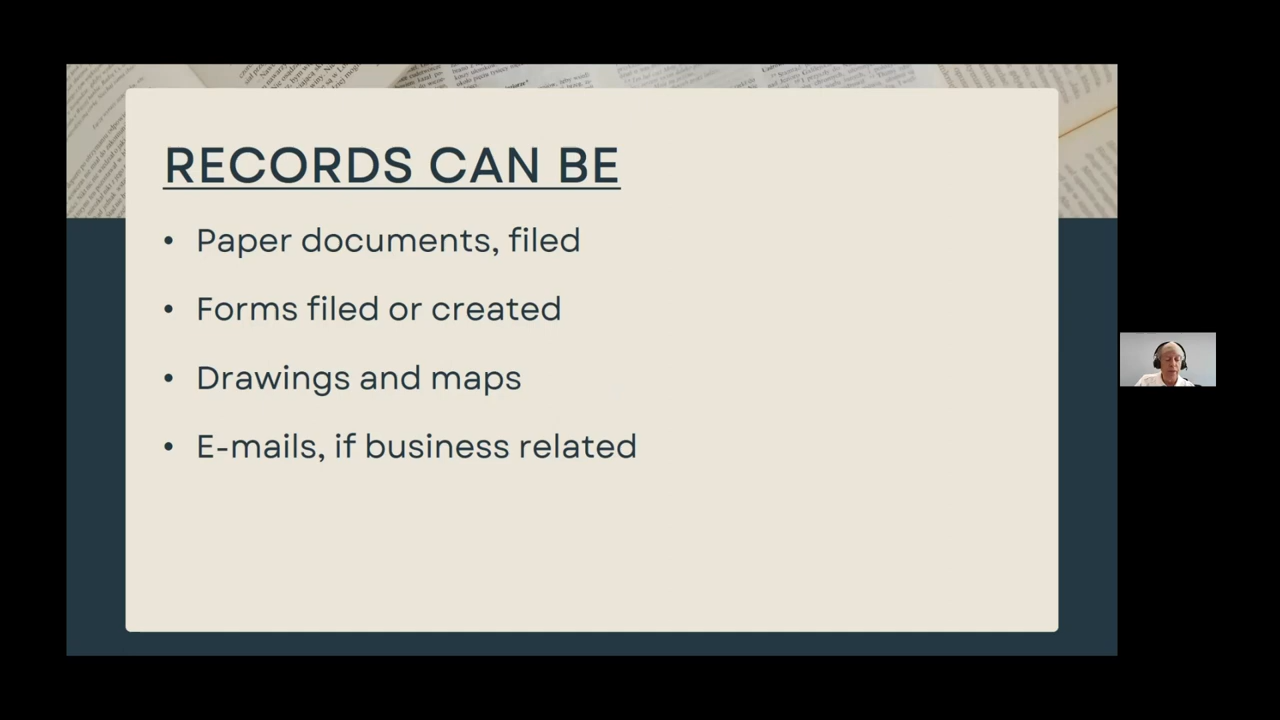 RECORDS CAN BE
• Paper documents, filed
• Forms filed or created
• Drawings and maps
• E-mails, if business related